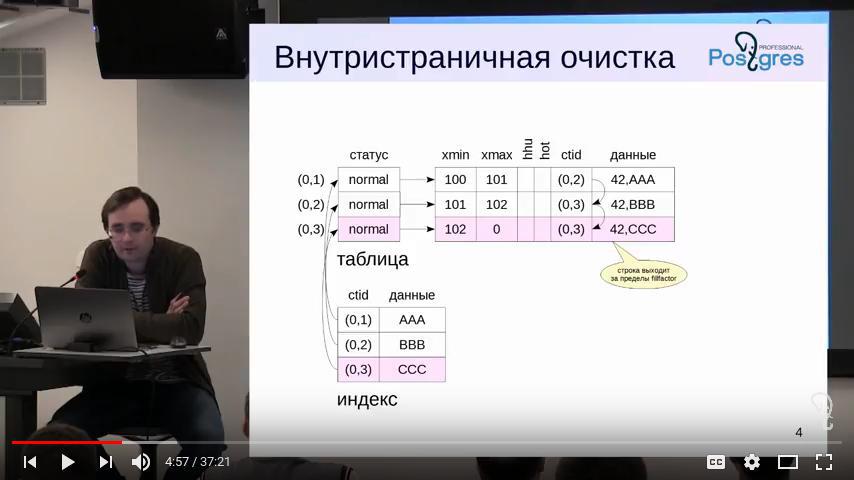 Внутристраничная очистка
PROFESSIONAL
Postgres
статус xmin xmax hhu hot ctid данные
(0,1) normal 100 101 (0,2) 42,AAA
(0,2) normal 101 102 (0,3) 42,BBB
(0,3) normal 102 0 (0,3) 42,CCC
таблица
строка выходит
за пределы fillfactor
ctid данные
(0,1) AAA
(0,2) BBB
(0,3) CCC
индекс
4
4:57 / 37:21
CC